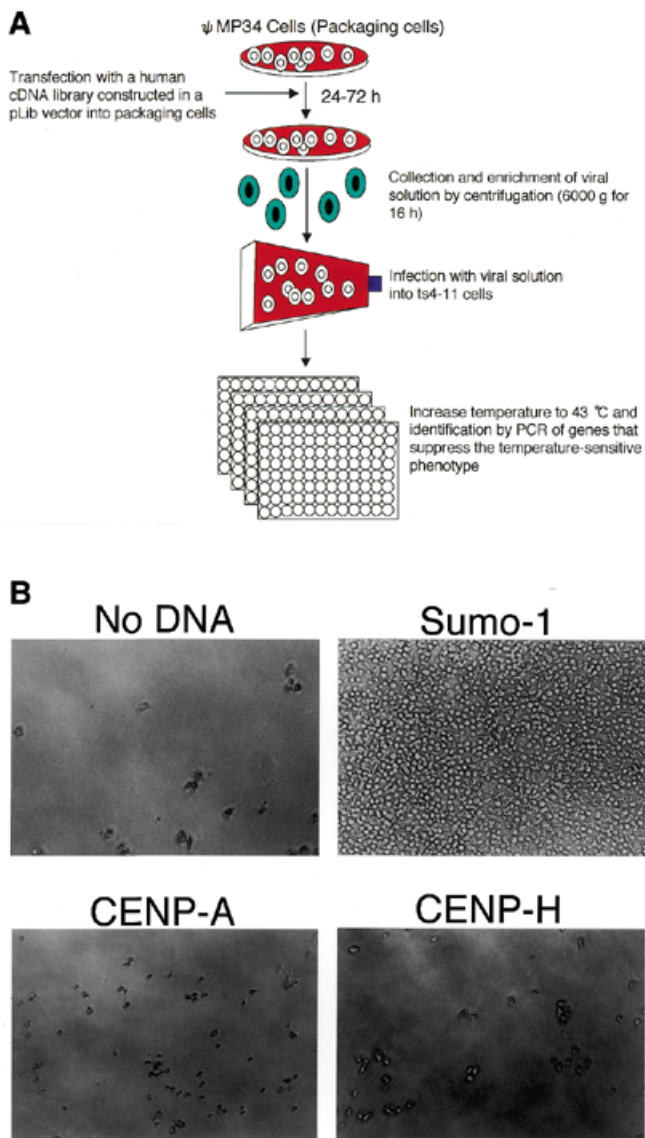 A
ψ MP34 Cells (Packaging cells)
Transfection with a human
cDNA library constructed in a
pLib vector into packaging cells
24-72 h
Collection and enrichment of viral
solution by centrifugation (6000 g for
16 h)
Infection with viral solution
into ts4-11 cells
Increase temperature to 43 °C and
identification by PCR of genes that
suppress the temperature-sensitive
phenotype
B
No DNA
Sumo-1
CENP-A
CENP-H